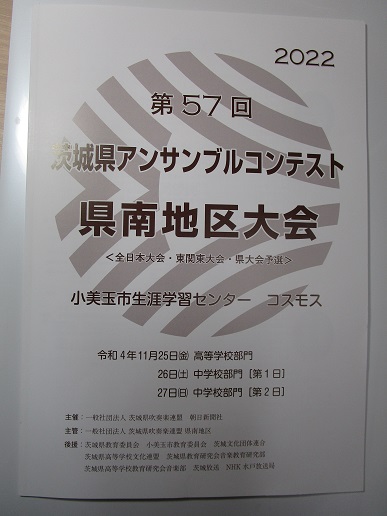 2022
第57回
茨城県アンサンブルコンテスト
県南地区大会
＜全日本大会・東関東大会・県大会予選＞
小美玉市生涯学習センター コスモス
令和4年11月25日㈮ 高等学校部門
26日㈯ 中学校部門［第1日］
27日㈰ 中学校部門［第2日］
主催：一般社団法人 茨城県吹奏楽連盟 朝日新聞社
主管：一般社団法人 茨城県吹奏楽連盟 県南地区
後援：茨城県教育委員会 小美玉市教育委員会 茨城文化団体連合
茨城県高等学校文化連盟 茨城県教育研究会音楽教育研究部
茨城県高等学校教育研究会音楽部 茨城放送 NHK水戸放送局